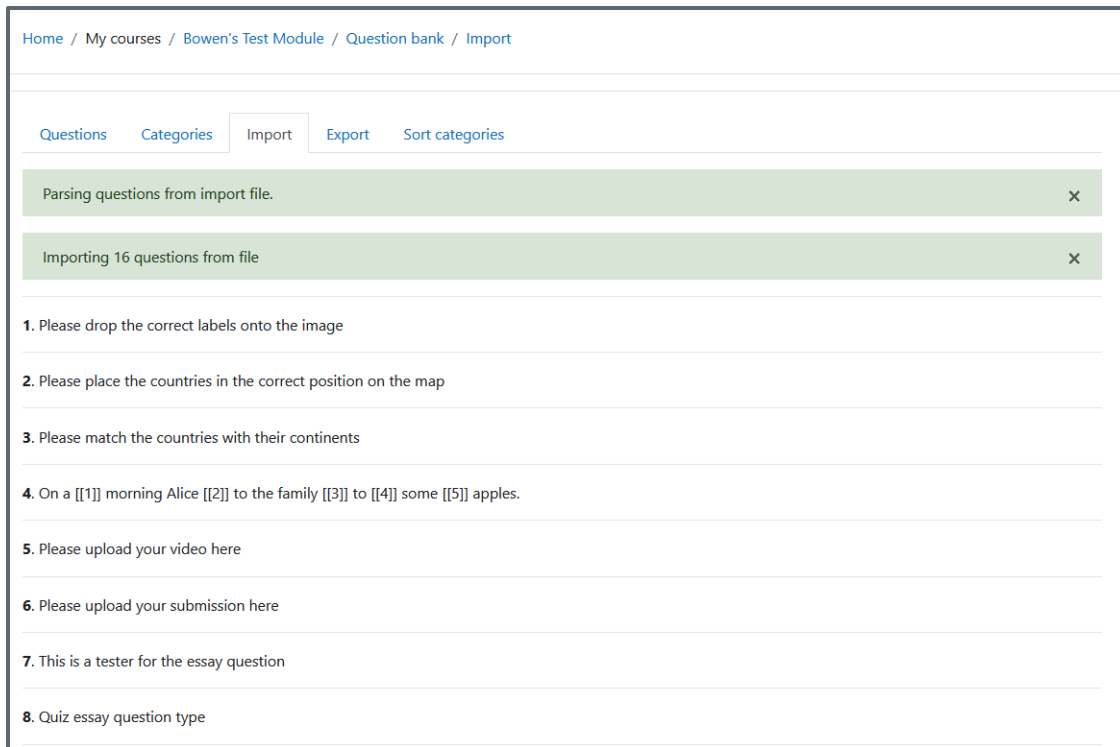 Home / My courses / Bowen's Test Module / Question bank / Import
Questions Categories Import Export Sort categories
Parsing questions from import file. ×
Importing 16 questions from file ×
1. Please drop the correct labels onto the image
2. Please place the countries in the correct position on the map
3. Please match the countries with their continents
4. On a [[1]] morning Alice [[2]] to the family [[3]] to [[4]] some [[5]] apples.
5. Please upload your video here
6. Please upload your submission here
7. This is a tester for the essay question
8. Quiz essay question type